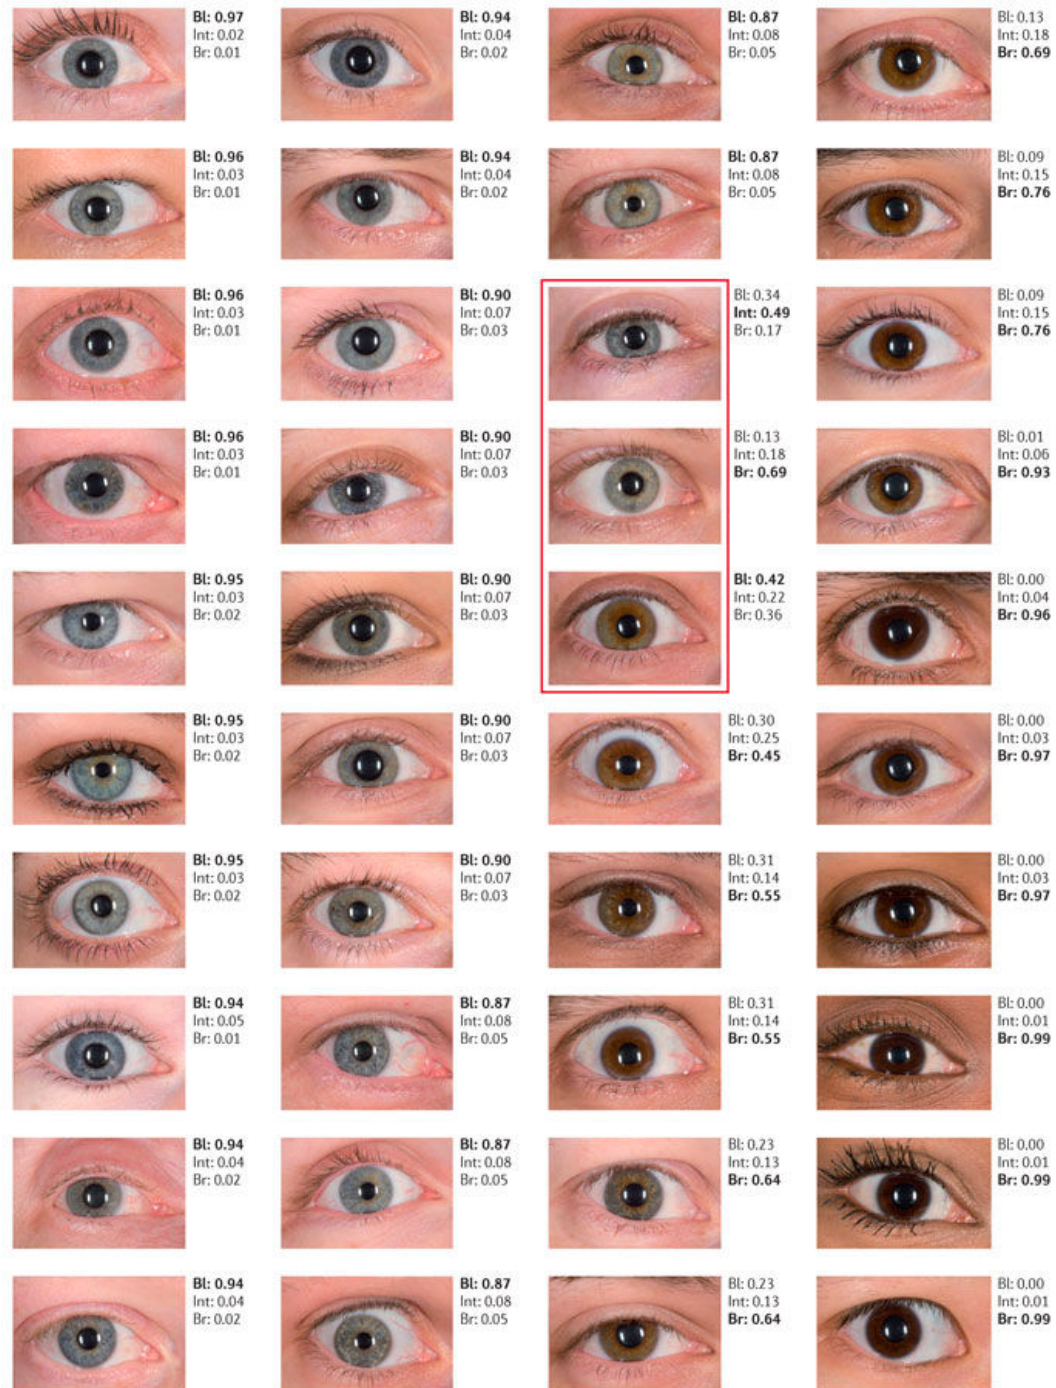 Bl: 0.97
Int: 0.02
Br: 0.01
Bl: 0.94
Int: 0.04
Br: 0.02
Bl: 0.87
Int: 0.08
Br: 0.05
Bl: 0.13
Int: 0.18
Br: 0.69
Bl: 0.96
Int: 0.03
Br: 0.01
Bl: 0.94
Int: 0.04
Br: 0.02
Bl: 0.87
Int: 0.08
Br: 0.05
Bl: 0.09
Int: 0.15
Br: 0.76
Bl: 0.96
Int: 0.03
Br: 0.01
Bl: 0.90
Int: 0.07
Br: 0.03
Bl: 0.34
Int: 0.49
Br: 0.17
Bl: 0.09
Int: 0.15
Br: 0.76
Bl: 0.96
Int: 0.03
Br: 0.01
Bl: 0.90
Int: 0.07
Br: 0.03
Bl: 0.13
Int: 0.18
Br: 0.69
Bl: 0.01
Int: 0.06
Br: 0.93
Bl: 0.95
Int: 0.03
Br: 0.02
Bl: 0.90
Int: 0.07
Br: 0.03
Bl: 0.42
Int: 0.22
Br: 0.36
Bl: 0.00
Int: 0.04
Br: 0.96
Bl: 0.95
Int: 0.03
Br: 0.02
Bl: 0.90
Int: 0.07
Br: 0.03
Bl: 0.30
Int: 0.25
Br: 0.45
Bl: 0.00
Int: 0.03
Br: 0.97
Bl: 0.95
Int: 0.03
Br: 0.02
Bl: 0.90
Int: 0.07
Br: 0.03
Bl: 0.31
Int: 0.14
Br: 0.55
Bl: 0.00
Int: 0.03
Br: 0.97
Bl: 0.94
Int: 0.05
Br: 0.01
Bl: 0.87
Int: 0.08
Br: 0.05
Bl: 0.31
Int: 0.14
Br: 0.55
Bl: 0.00
Int: 0.01
Br: 0.99
Bl: 0.94
Int: 0.04
Br: 0.02
Bl: 0.87
Int: 0.08
Br: 0.05
Bl: 0.23
Int: 0.13
Br: 0.64
Bl: 0.00
Int: 0.01
Br: 0.99
Bl: 0.94
Int: 0.04
Br: 0.02
Bl: 0.87
Int: 0.08
Br: 0.05
Bl: 0.23
Int: 0.13
Br: 0.64
Bl: 0.00
Int: 0.01
Br: 0.99